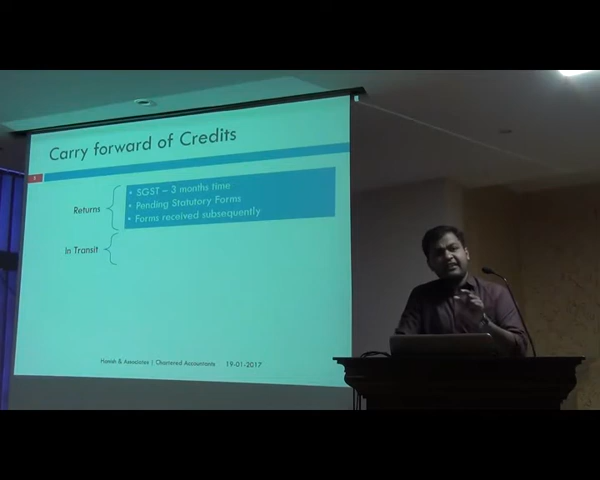 Carry forward of Credits
Returns
• SGST – 3 months time
• Pending Statutory Forms
• Forms received subsequently
In Transit
& Associates | Chartered Accountants 19-01-2017